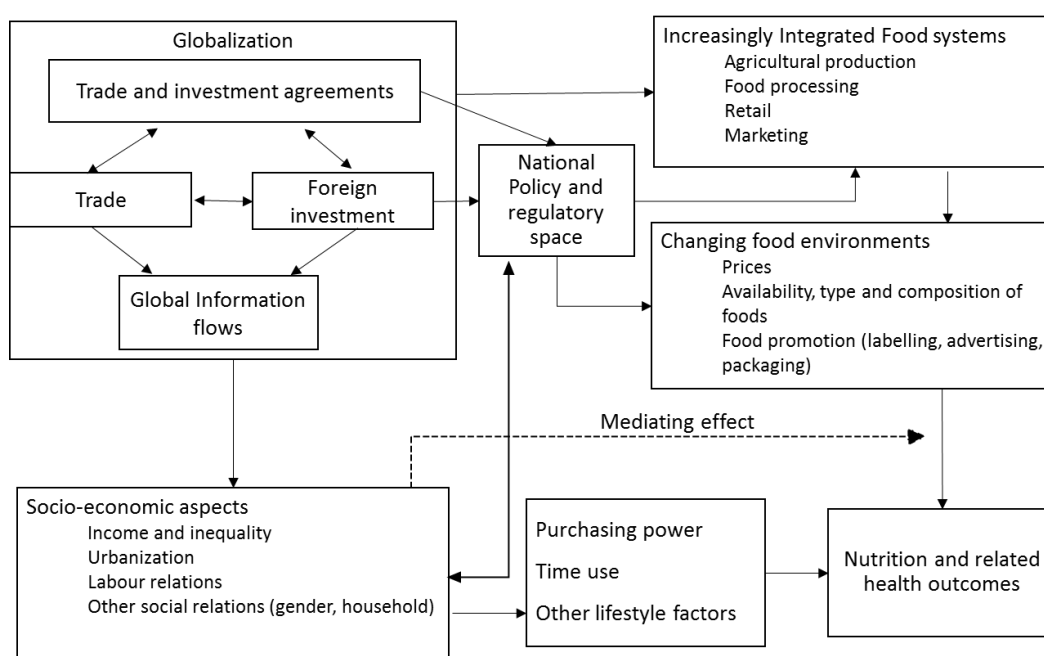 Globalization
Trade and investment agreements
Trade
Foreign
investment
Global Information
flows
National
Policy and
regulatory
space
Increasingly Integrated Food systems
Agricultural production
Food processing
Retail
Marketing
Changing food environments
Prices
Availability, type and composition of
foods
Food promotion (labelling, advertising,
packaging)
Mediating effect
Socio-economic aspects
Income and inequality
Urbanization
Labour relations
Other social relations (gender, household)
Purchasing power
Time use
Other lifestyle factors
Nutrition and related
health outcomes